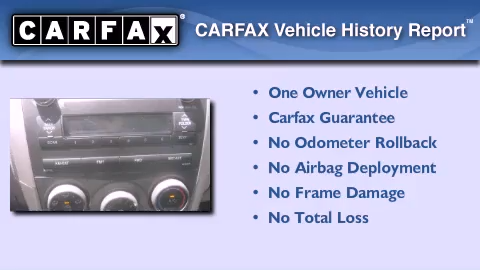 CARFAX® CARFAX Vehicle History Report™
One Owner Vehicle
Carfax Guarantee
No Odometer Rollback
No Airbag Deployment
No Frame Damage
No Total Loss